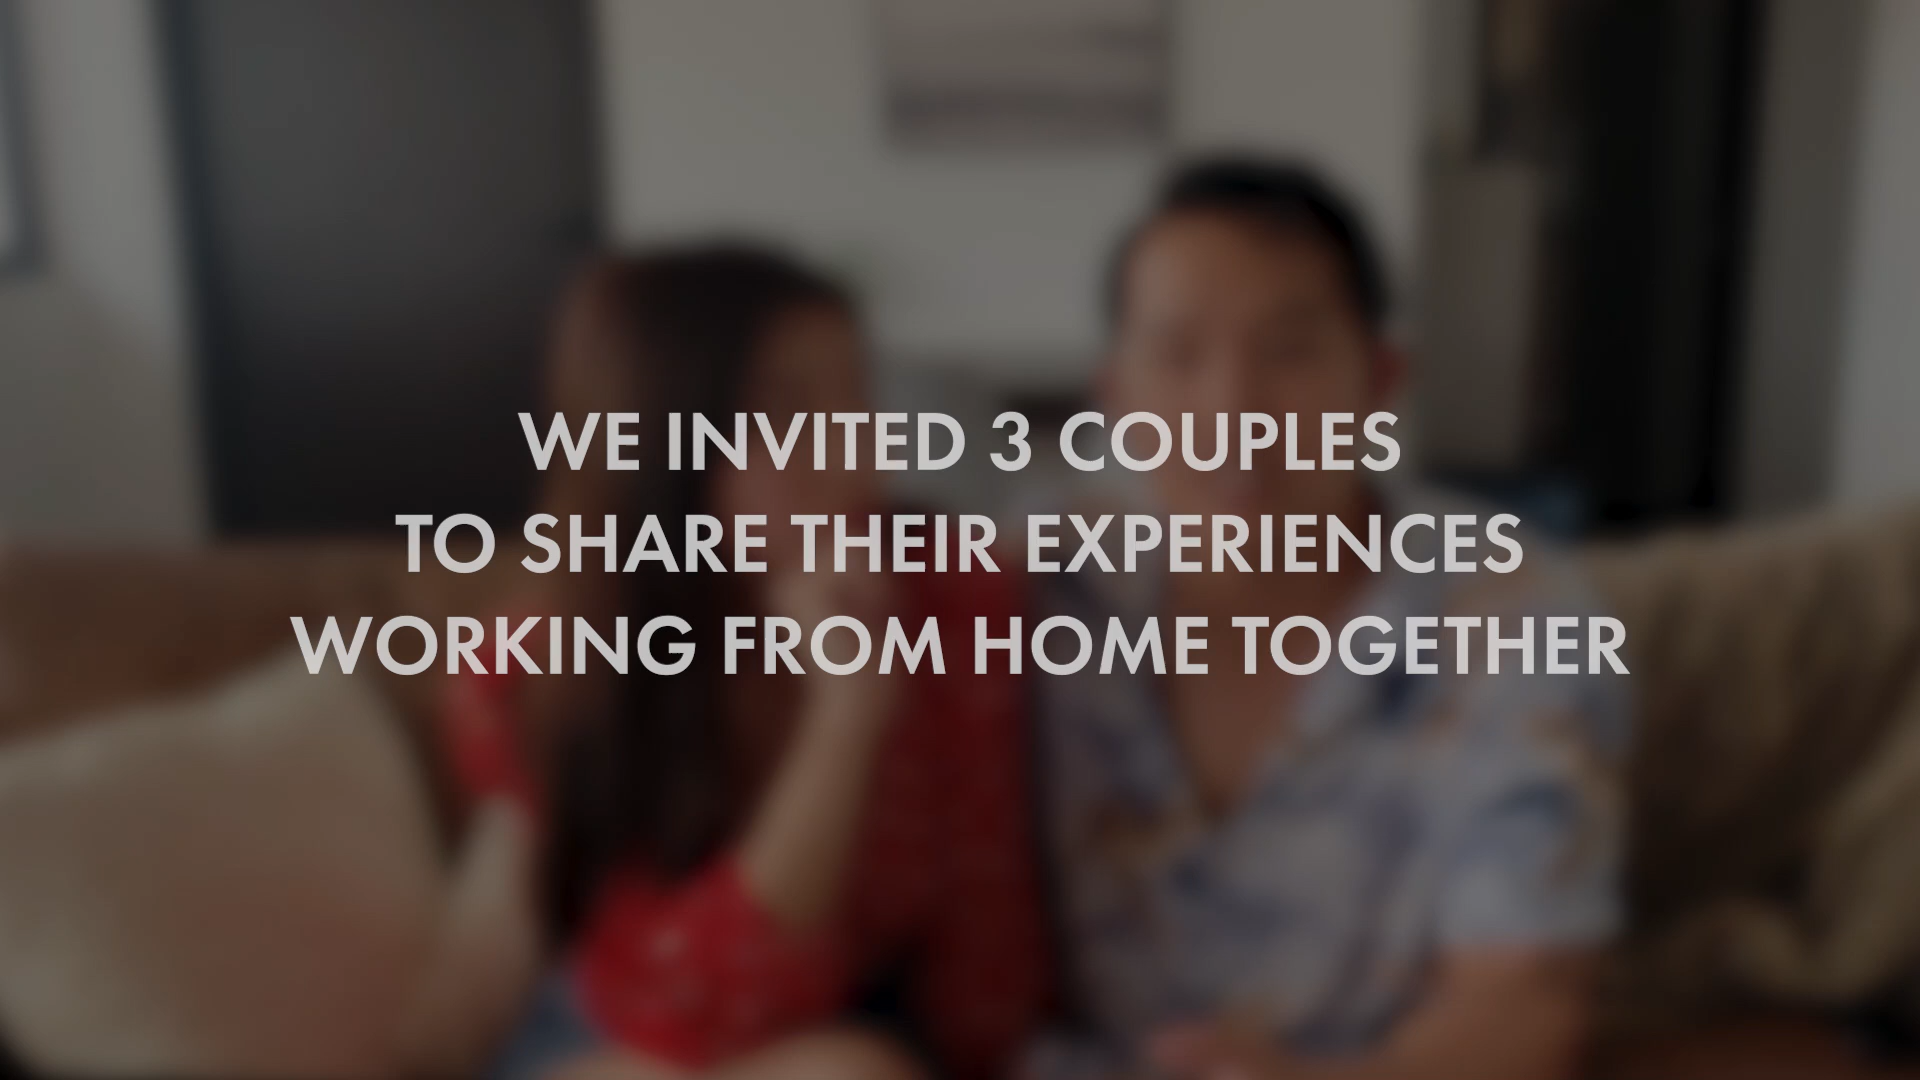 WE INVITED 3 COUPLES
TO SHARE THEIR EXPERIENCES
WORKING FROM HOME TOGETHER